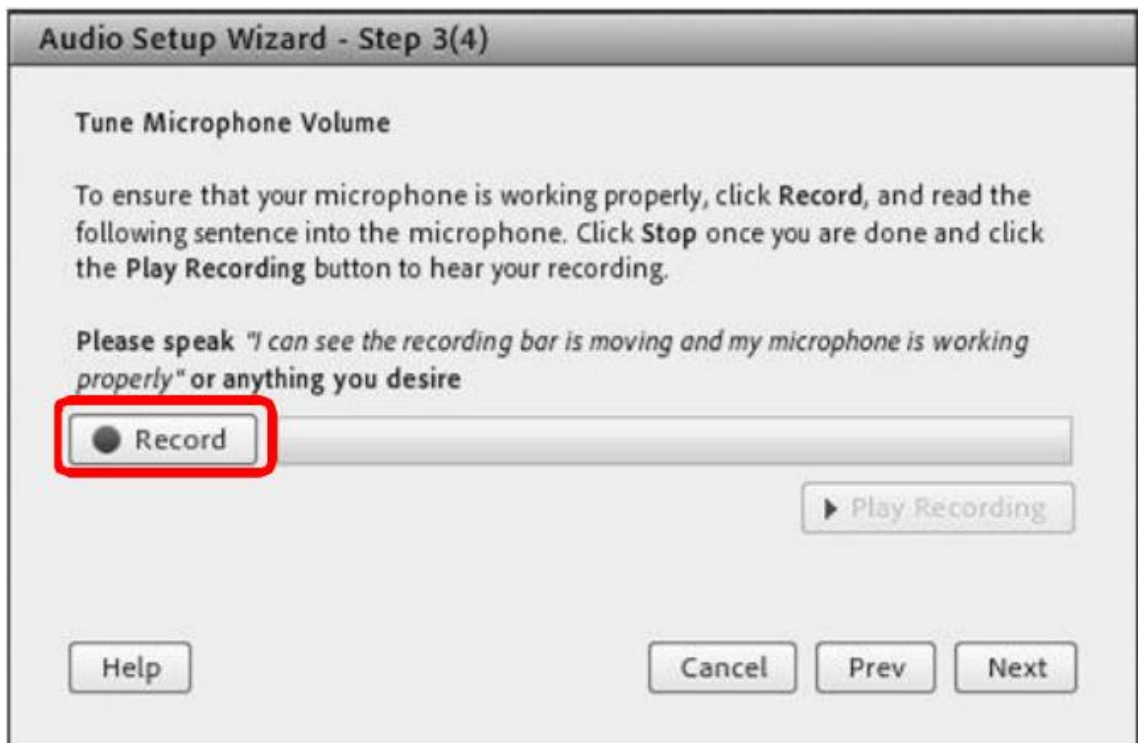 Audio Setup Wizard - Step 3(4)
Tune Microphone Volume
To ensure that your microphone is working properly, click Record, and read the
following sentence into the microphone. Click Stop once you are done and click
the Play Recording button to hear your recording.
Please speak "I can see the recording bar is moving and my microphone is working
properly" or anything you desire
Record
Play Recording
Help Cancel Prev Next